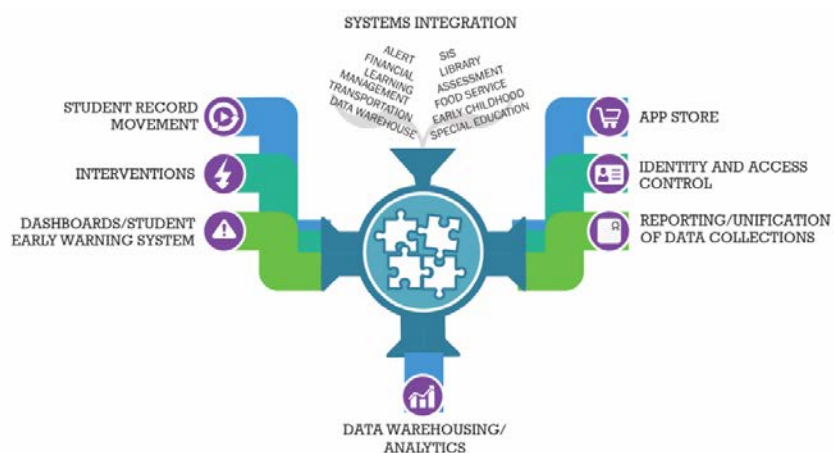 SYSTEMS INTEGRATION
ALERT
FINANCIAL
LEARNING
MANAGEMENT
TRANSPORTATION
DATA WAREHOUSE
SIS
LIBRARY
ASSESSMENT
FOOD SERVICE
EARLY CHILDHOOD
SPECIAL EDUCATION
STUDENT RECORD
MOVEMENT
INTERVENTIONS
DASHBOARDS/STUDENT
EARLY WARNING SYSTEM
APP STORE
IDENTITY AND ACCESS
CONTROL
REPORTING/UNIFICATION
OF DATA COLLECTIONS
DATA WAREHOUSING/
ANALYTICS